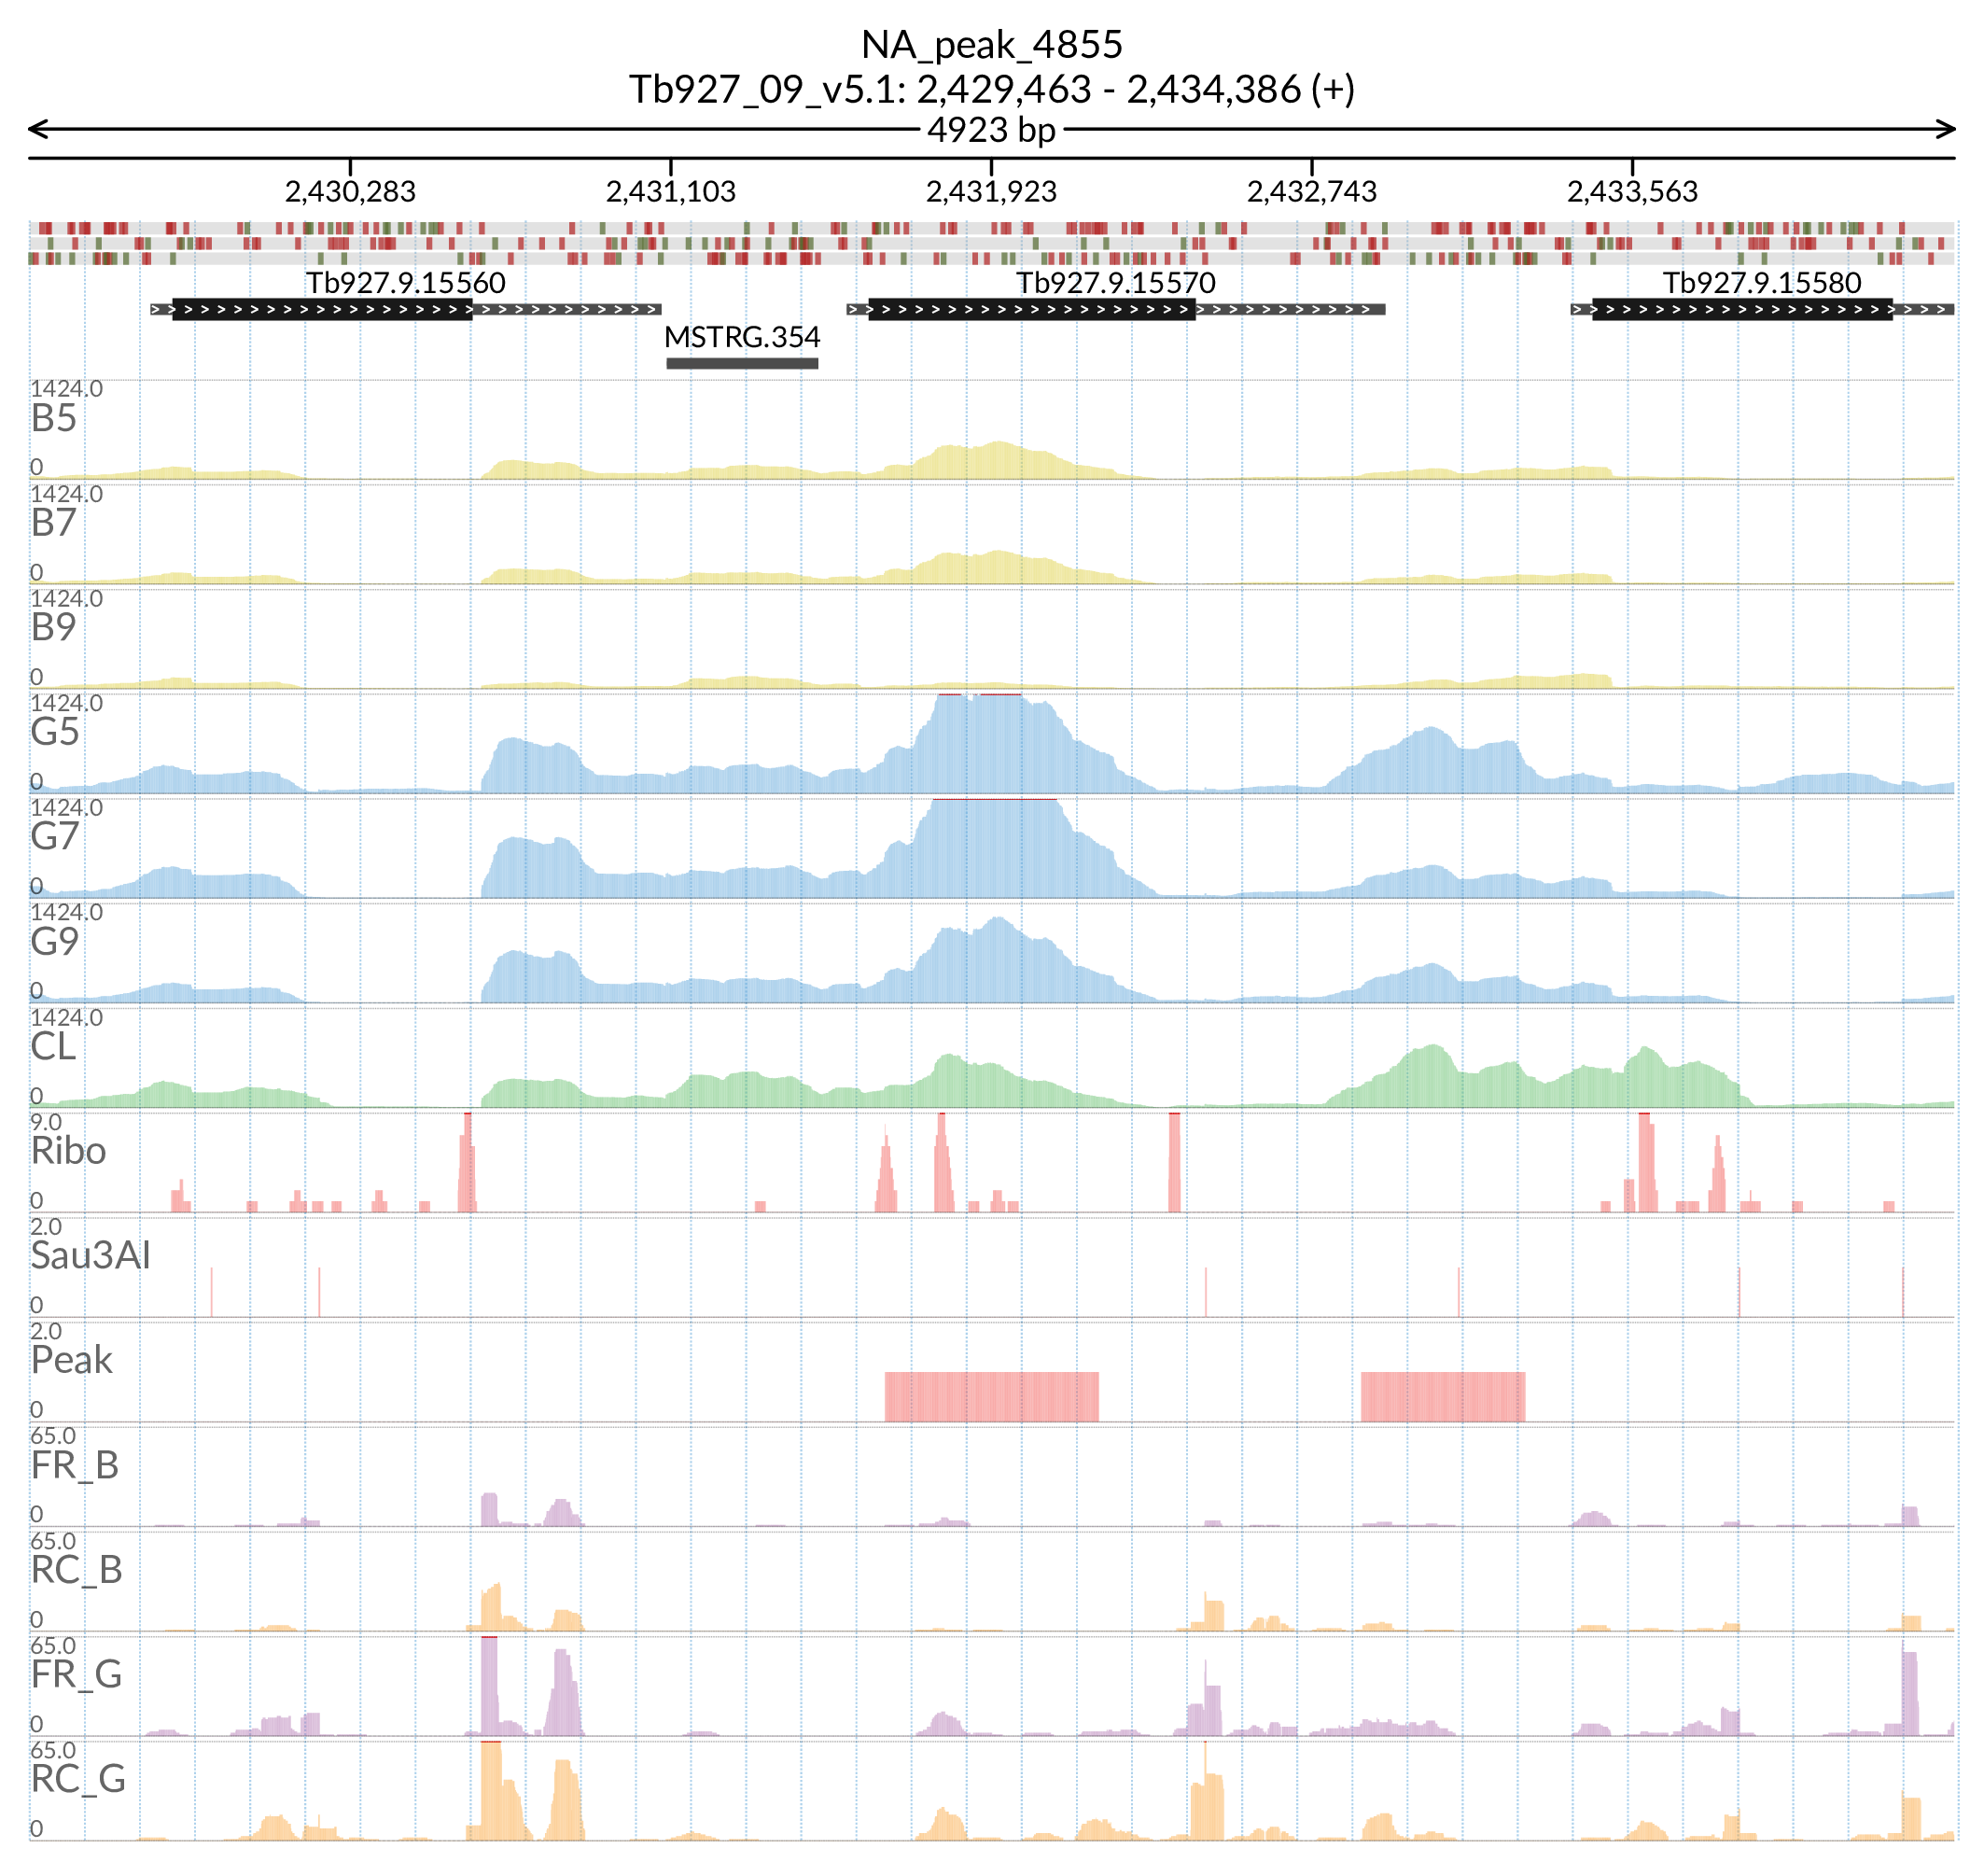 NA_peak_4855
Tb927_09_v5.1: 2,429,463 - 2,434,386 (+)
4923 bp
2,430,283 2,431,103 2,431,923 2,432,743 2,433,563
Tb927.9.15560 Tb927.9.15570 Tb927.9.15580
MSTRG.354
1424.0
B5
0
1424.0
B7
0
1424.0
B9
0
1424.0
G5
0
1424.0
G7
0
1424.0
G9
0
1424.0
CL
0
9.0
Ribo
0
2.0
Sau3AI
0
2.0
Peak
0
65.0
FR_B
0
65.0
RC_B
0
65.0
FR_G
0
65.0
RC_G
0